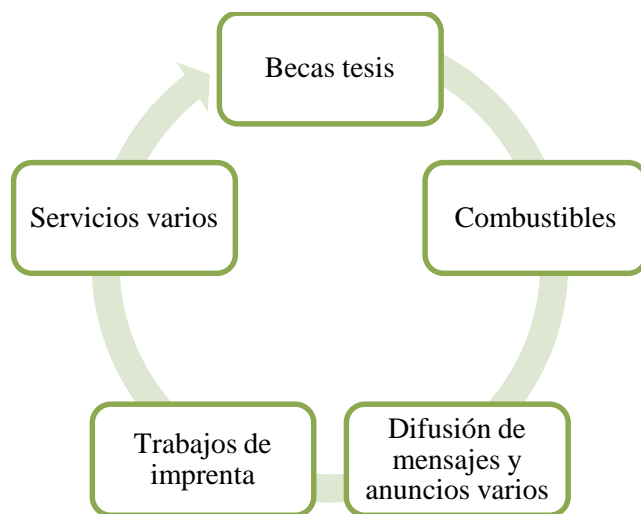 Becas tesis
Combustibles
Difusión de
mensajes y
anuncios varios
Trabajos de
imprenta
Servicios varios